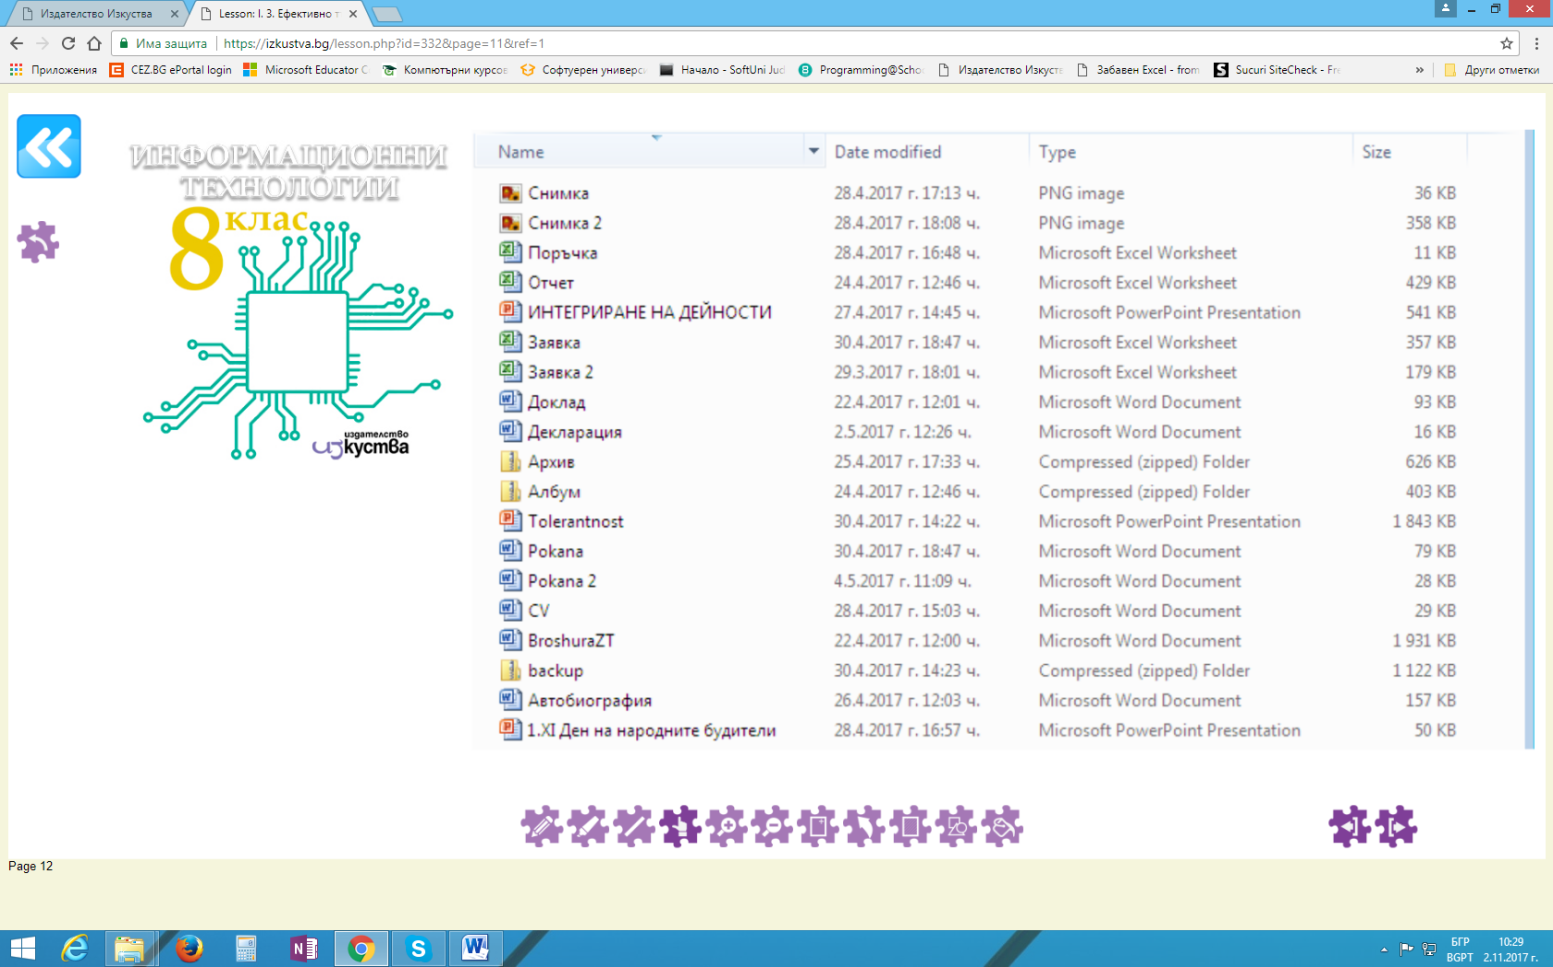 Издателство Изкуства
Lesson: I. 3. Ефективно т
Има защита
https://izkustva.bg/lesson.php?id=332&page=11&ref=1
Приложения
CEZ.BG ePortal login
Microsoft Educator C
Компютърни курсов
Софтуерен универс
Начало - SoftUni Jud
Programming@Scho
Издателство Изкуств
Забавен Excel - from
Sucuri SiteCheck - Fre
»
Други отметки
ИНФОРМАЦИОННИ
ТЕХНОЛОГИИ
8 клас
издателство
изкуства
Name Date modified Type Size
Снимка 28.4.2017 г. 17:13 ч. PNG image 36 KB
Снимка 2 28.4.2017 г. 18:08 ч. PNG image 358 KB
Поръчка 28.4.2017 г. 16:48 ч. Microsoft Excel Worksheet 11 KB
Отчет 24.4.2017 г. 12:46 ч. Microsoft Excel Worksheet 429 KB
ИНТЕГРИРАНЕ НА ДЕЙНОСТИ 27.4.2017 г. 14:45 ч. Microsoft PowerPoint Presentation 541 KB
Заявка 30.4.2017 г. 18:47 ч. Microsoft Excel Worksheet 357 KB
Заявка 2 29.3.2017 г. 18:01 ч. Microsoft Excel Worksheet 179 KB
Доклад 22.4.2017 г. 12:01 ч. Microsoft Word Document 93 KB
Декларация 2.5.2017 г. 12:26 ч. Microsoft Word Document 16 KB
Архив 25.4.2017 г. 17:33 ч. Compressed (zipped) Folder 626 KB
Албум 24.4.2017 г. 12:46 ч. Compressed (zipped) Folder 403 KB
Tolerantnost 30.4.2017 г. 14:22 ч. Microsoft PowerPoint Presentation 1 843 KB
Pokana 30.4.2017 г. 18:47 ч. Microsoft Word Document 79 KB
Pokana 2 4.5.2017 г. 11:09 ч. Microsoft Word Document 28 KB
CV 28.4.2017 г. 15:03 ч. Microsoft Word Document 29 KB
BroshuraZT 22.4.2017 г. 12:00 ч. Microsoft Word Document 1 931 KB
backup 30.4.2017 г. 14:23 ч. Compressed (zipped) Folder 1 122 KB
Автобиография 26.4.2017 г. 12:03 ч. Microsoft Word Document 157 KB
1.XI Ден на народните будители 28.4.2017 г. 16:57 ч. Microsoft PowerPoint Presentation 50 KB
Page 12
БГР 10:29
BGPT 2.11.2017 г.